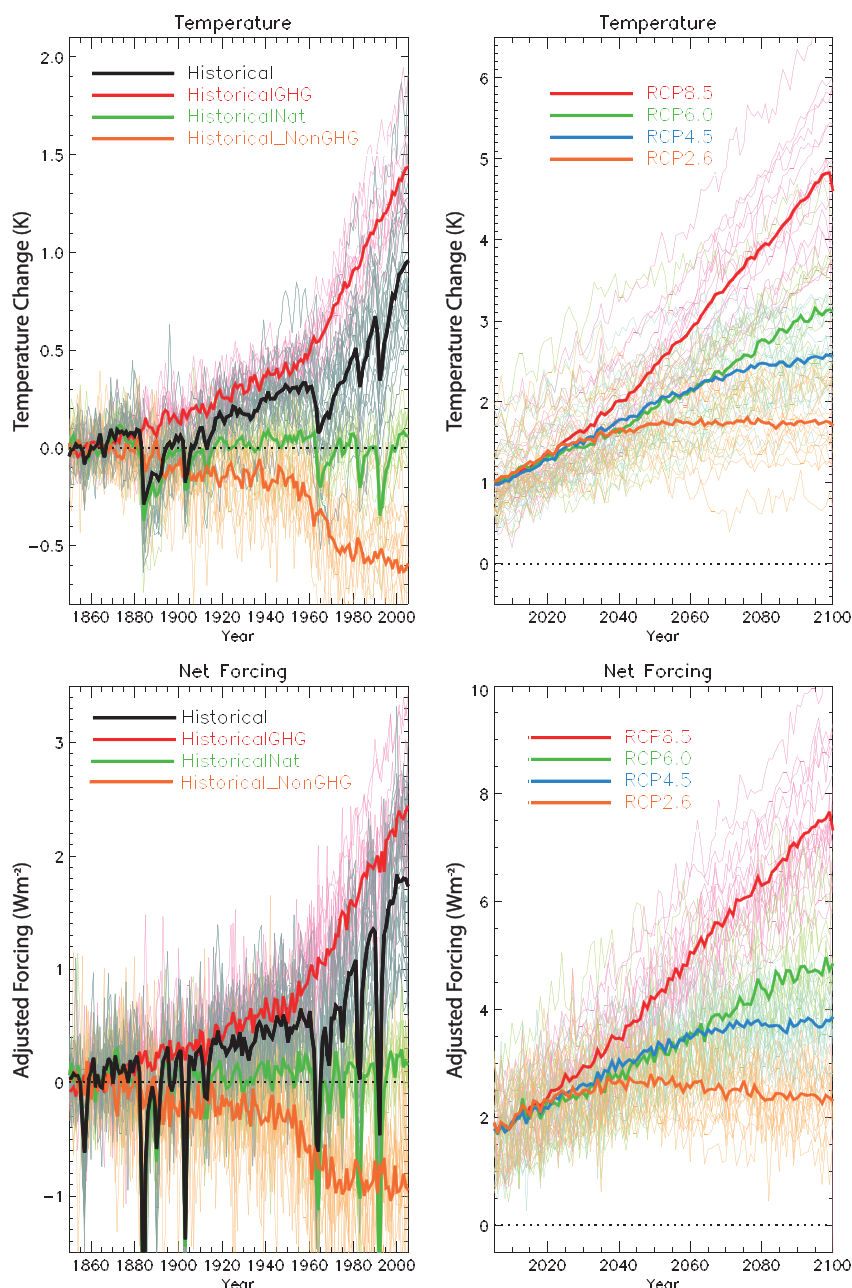 Temperature
Temperature Change (K)
2.0
1.5
1.0
0.5
0.0
−0.5
Historical
HistoricalGHG
HistoricalNat
Historical_NonGHG
1860 1880 1900 1920 1940 1960 1980 2000
Year
Temperature
Temperature Change (K)
6
5
4
3
2
1
0
RCP8.5
RCP6.0
RCP4.5
RCP2.6
2020 2040 2060 2080 2100
Year
Net Forcing
Adjusted Forcing (Wm⁻²)
3
2
1
0
−1
Historical
HistoricalGHG
HistoricalNat
Historical_NonGHG
1860 1880 1900 1920 1940 1960 1980 2000
Year
Net Forcing
Adjusted Forcing (Wm⁻²)
10
8
6
4
2
0
RCP8.5
RCP6.0
RCP4.5
RCP2.6
2020 2040 2060 2080 2100
Year